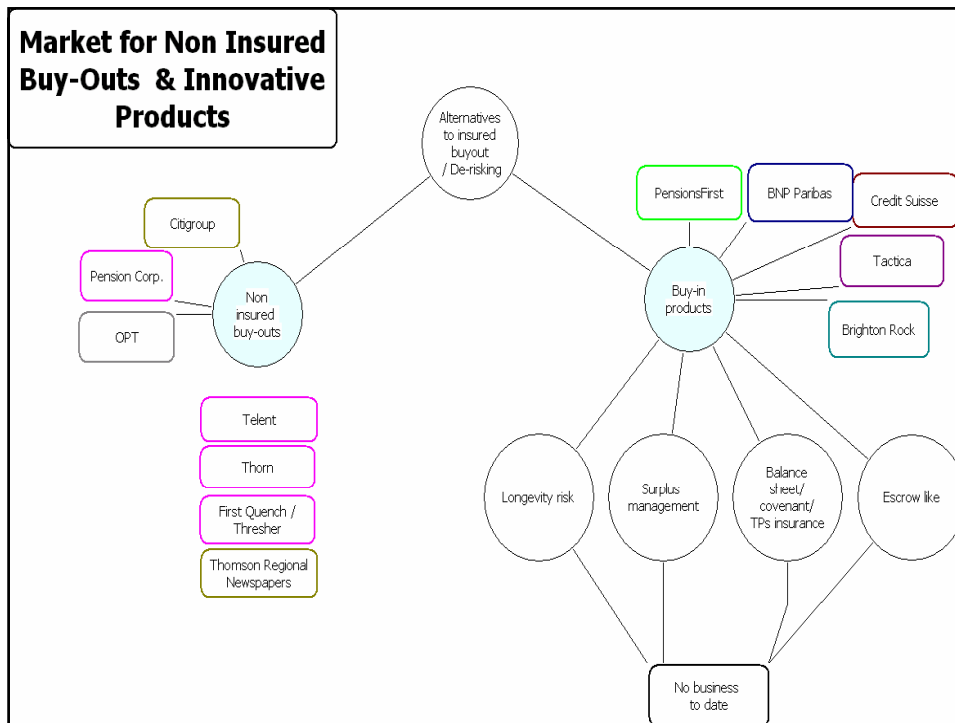 Market for Non Insured
Buy-Outs & Innovative
Products
Alternatives
to insured
buyout
/ De-risking
PensionsFirst
BNP Paribas
Credit Suisse
Citigroup
Tactica
Pension Corp.
Non
insured
buy-outs
Buy-in
products
OPT
Brighton Rock
Telent
Thorn
First Quench /
Thresher
Thomson Regional
Newspapers
Longevity risk
Surplus
management
Balance
sheet/
covenant/
TPs insurance
Escrow like
No business
to date